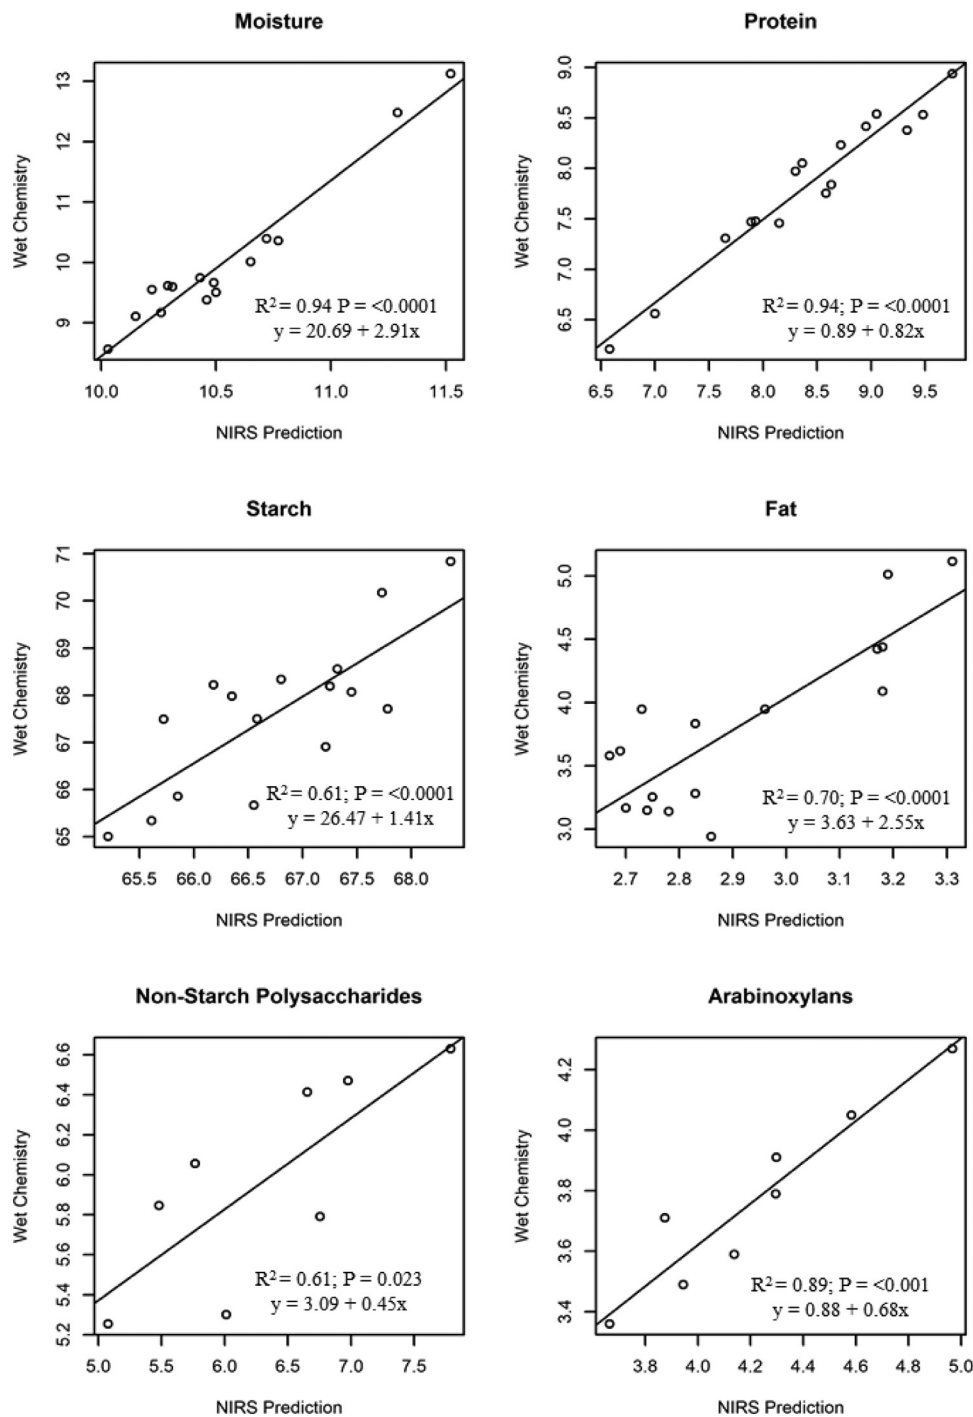 Moisture
Wet Chemistry
13
12
11
10
9
R² = 0.94 P = <0.0001
y = 20.69 + 2.91x
10.0 10.5 11.0 11.5
NIRS Prediction
Protein
Wet Chemistry
9.0
8.5
8.0
7.5
7.0
6.5
R² = 0.94; P = <0.0001
y = 0.89 + 0.82x
6.5 7.0 7.5 8.0 8.5 9.0 9.5
NIRS Prediction
Starch
Wet Chemistry
71
70
69
68
67
66
65
R² = 0.61; P = <0.0001
y = 26.47 + 1.41x
65.5 66.0 66.5 67.0 67.5 68.0
NIRS Prediction
Fat
Wet Chemistry
5.0
4.5
4.0
3.5
3.0
R² = 0.70; P = <0.0001
y = 3.63 + 2.55x
2.7 2.8 2.9 3.0 3.1 3.2 3.3
NIRS Prediction
Non-Starch Polysaccharides
Wet Chemistry
6.6
6.4
6.2
6.0
5.8
5.6
5.4
5.2
R² = 0.61; P = 0.023
y = 3.09 + 0.45x
5.0 5.5 6.0 6.5 7.0 7.5
NIRS Prediction
Arabinoxylans
Wet Chemistry
4.2
4.0
3.8
3.6
3.4
R² = 0.89; P = <0.001
y = 0.88 + 0.68x
3.8 4.0 4.2 4.4 4.6 4.8 5.0
NIRS Prediction